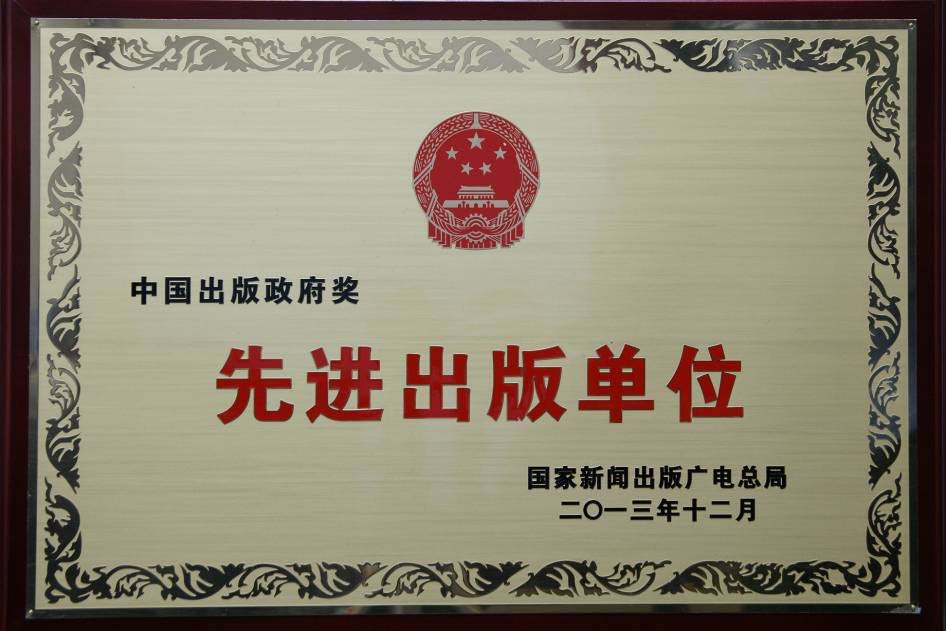 中国出版政府奖
先进出版单位
国家新闻出版广电总局
二〇一三年十二月